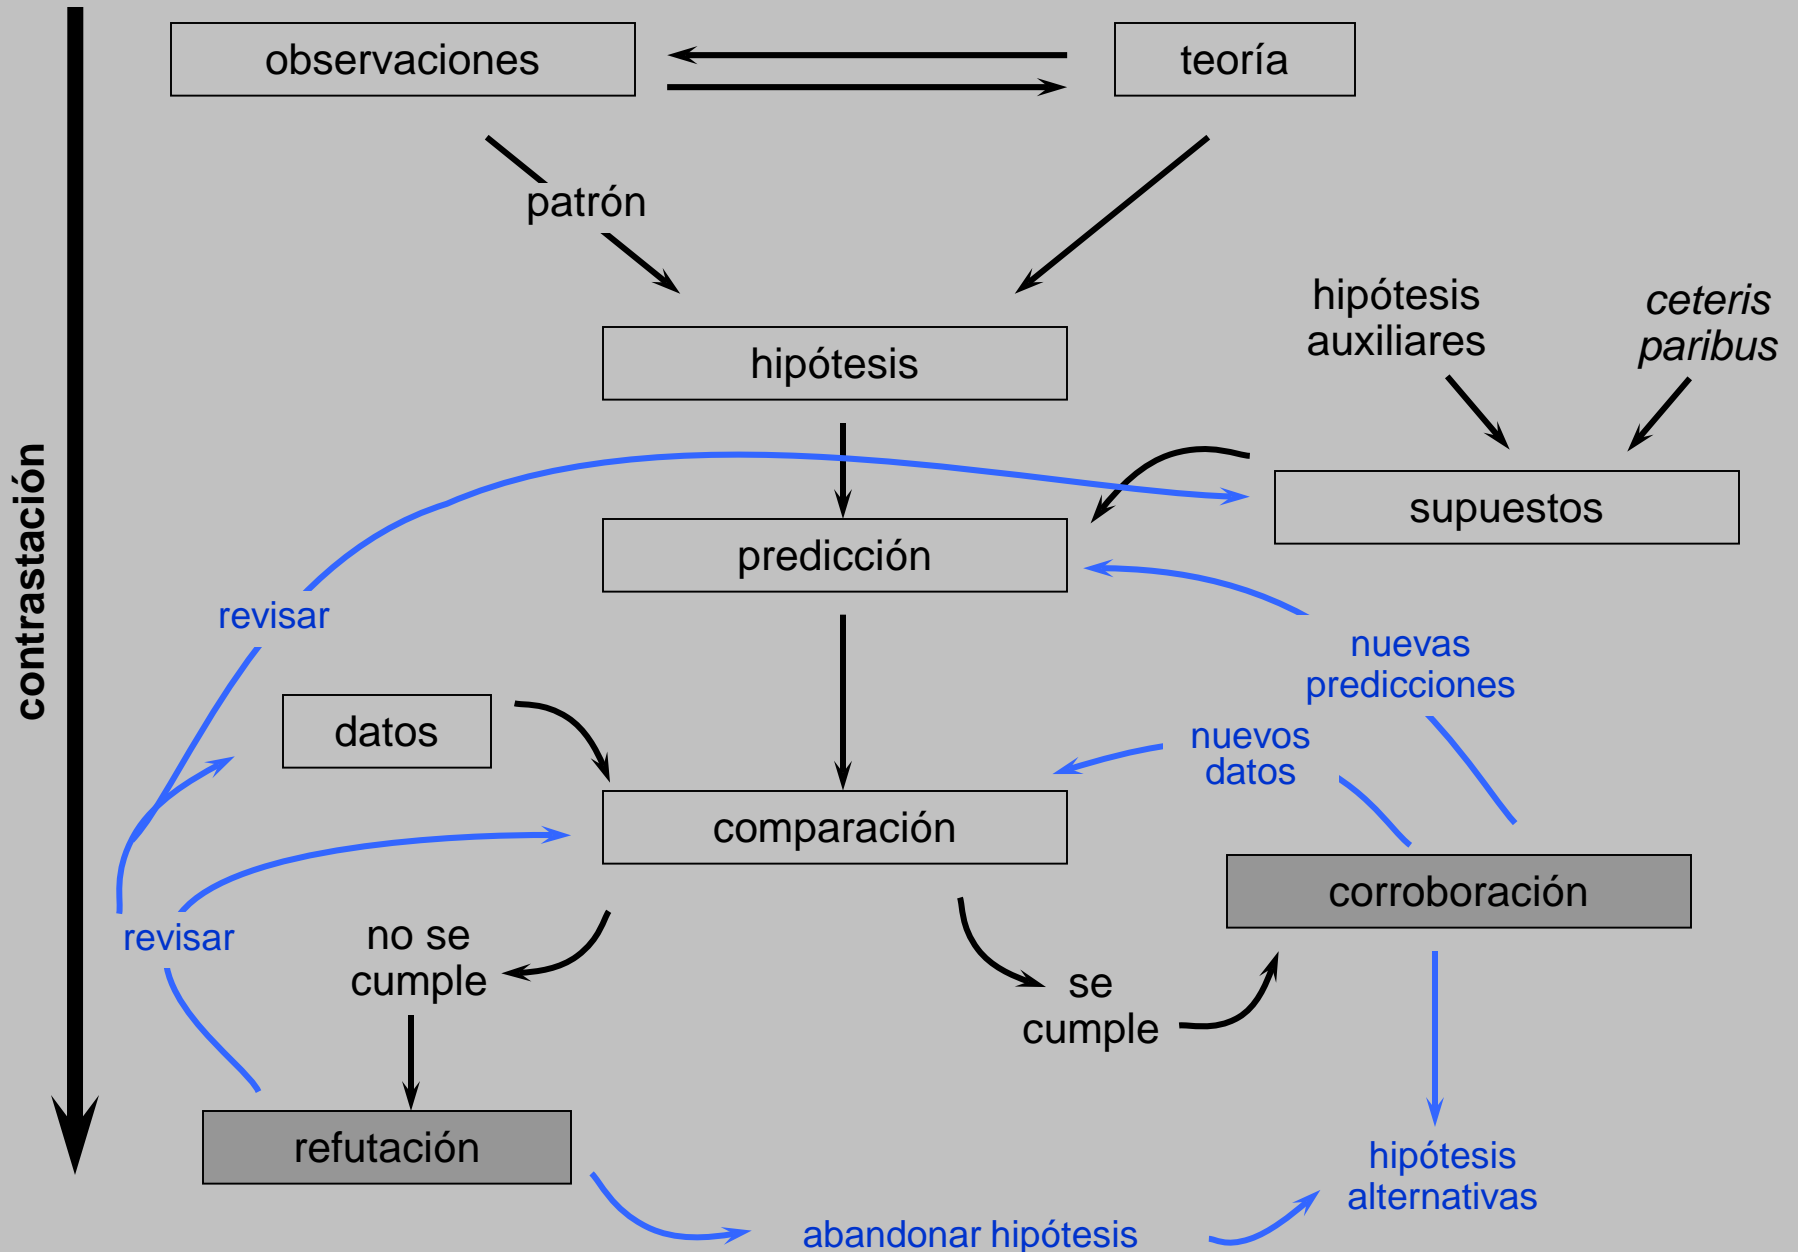 observaciones
teoría
patrón
hipótesis
auxiliares
ceteris
paribus
hipótesis
contrastación
supuestos
predicción
revisar
nuevas
predicciones
datos
nuevos
datos
comparación
corroboración
revisar
no se
cumple
se
cumple
refutación
hipótesis
alternativas
abandonar hipótesis